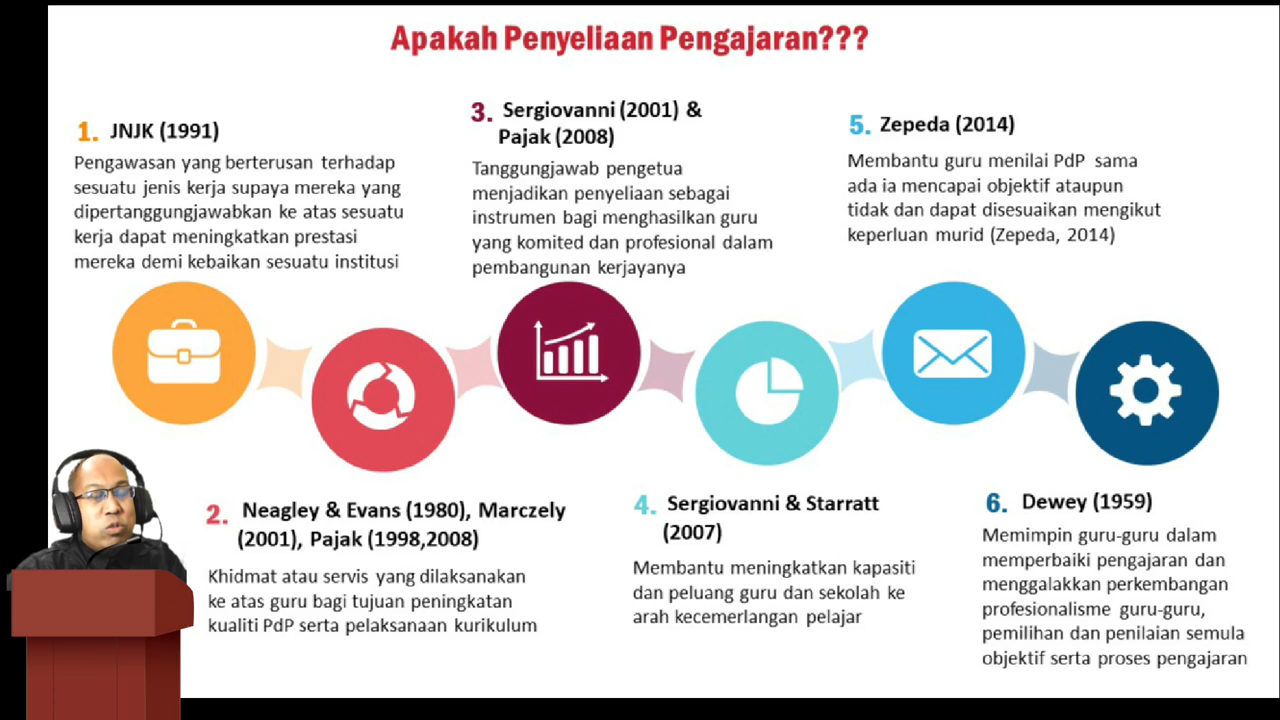 Apakah Penyeliaan Pengajaran???
1. JNJK (1991)
Pengawasan yang berterusan terhadap
sesuatu jenis kerja supaya mereka yang
dipertanggungjawabkan ke atas sesuatu
kerja dapat meningkatkan prestasi
mereka demi kebaikan sesuatu institusi
2. Neagley & Evans (1980), Marczely
(2001), Pajak (1998,2008)
Khidmat atau servis yang dilaksanakan
ke atas guru bagi tujuan peningkatan
kualiti PdP serta pelaksanaan kurikulum
3. Sergiovanni (2001) &
Pajak (2008)
Tanggungjawab pengetua
menjadikan penyeliaan sebagai
instrumen bagi menghasilkan guru
yang komited dan profesional dalam
pembangunan kerjayanya
4. Sergiovanni & Starratt
(2007)
Membantu meningkatkan kapasiti
dan peluang guru dan sekolah ke
arah kecemerlangan pelajar
5. Zepeda (2014)
Membantu guru menilai PdP sama
ada ia mencapai objektif ataupun
tidak dan dapat disesuaikan mengikut
keperluan murid (Zepeda, 2014)
6. Dewey (1959)
Memimpin guru-guru dalam
memperbaiki pengajaran dan
menggalakkan perkembangan
profesionalisme guru-guru,
pemilihan dan penilaian semula
objektif serta proses pengajaran